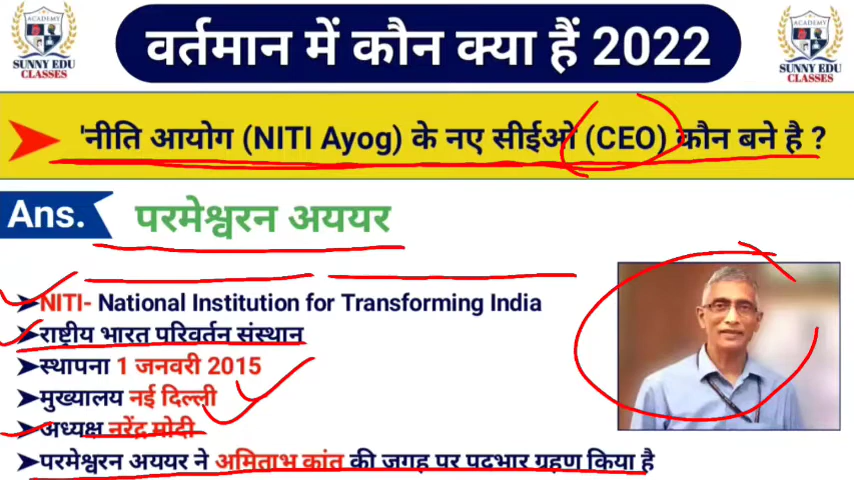 ACADEMY
SUNNY EDU
CLASSES
वर्तमान में कौन क्या हैं 2022
ACADEMY
SUNNY EDU
CLASSES
'नीति आयोग (NITI Ayog) के नए सीईओ (CEO) कौन बने है ?
Ans. परमेश्वरन अययर
NITI- National Institution for Transforming India
राष्ट्रीय भारत परिवर्तन संस्थान
स्थापना 1 जनवरी 2015
मुख्यालय नई दिल्ली
अध्यक्ष नरेंद्र मोदी
परमेश्वरन अययर ने अमिताभ कांत की जगह पर पदभार ग्रहण किया है